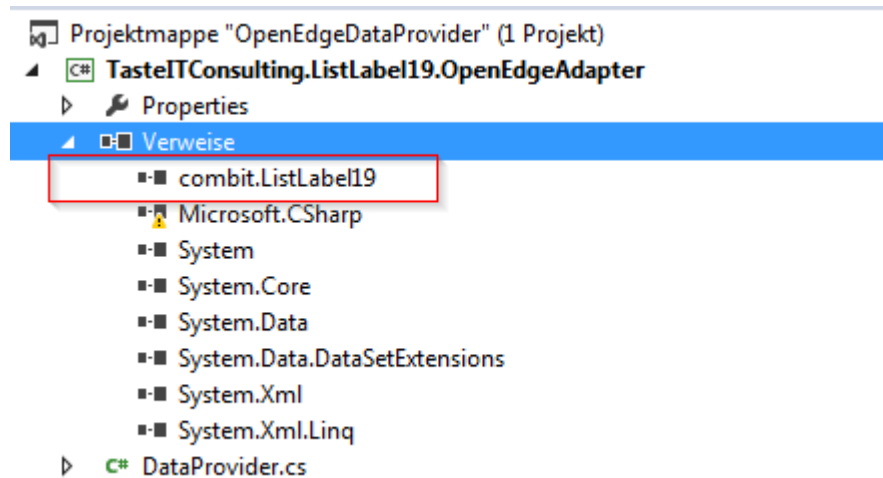 Projektmappe "OpenEdgeDataProvider" (1 Projekt)
C# TasteITConsulting.ListLabel19.OpenEdgeAdapter
Properties
Verweise
combit.ListLabel19
Microsoft.CSharp
System
System.Core
System.Data
System.Data.DataSetExtensions
System.Xml
System.Xml.Linq
C# DataProvider.cs